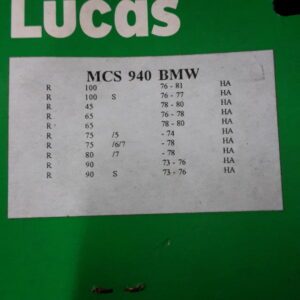 Lucas
MCS 940 BMW
R 100 76 - 81 HA
R 100 S 76 - 77 HA
R 45 78 - 80 HA
R 65 76 - 78 HA
R 65 78 - 80 HA
R 75 /5 - 74 HA
R 75 /6/7 - 78 HA
R 80 /7 - 78 HA
R 90 73 - 76 HA
R 90 S 73 - 76 HA